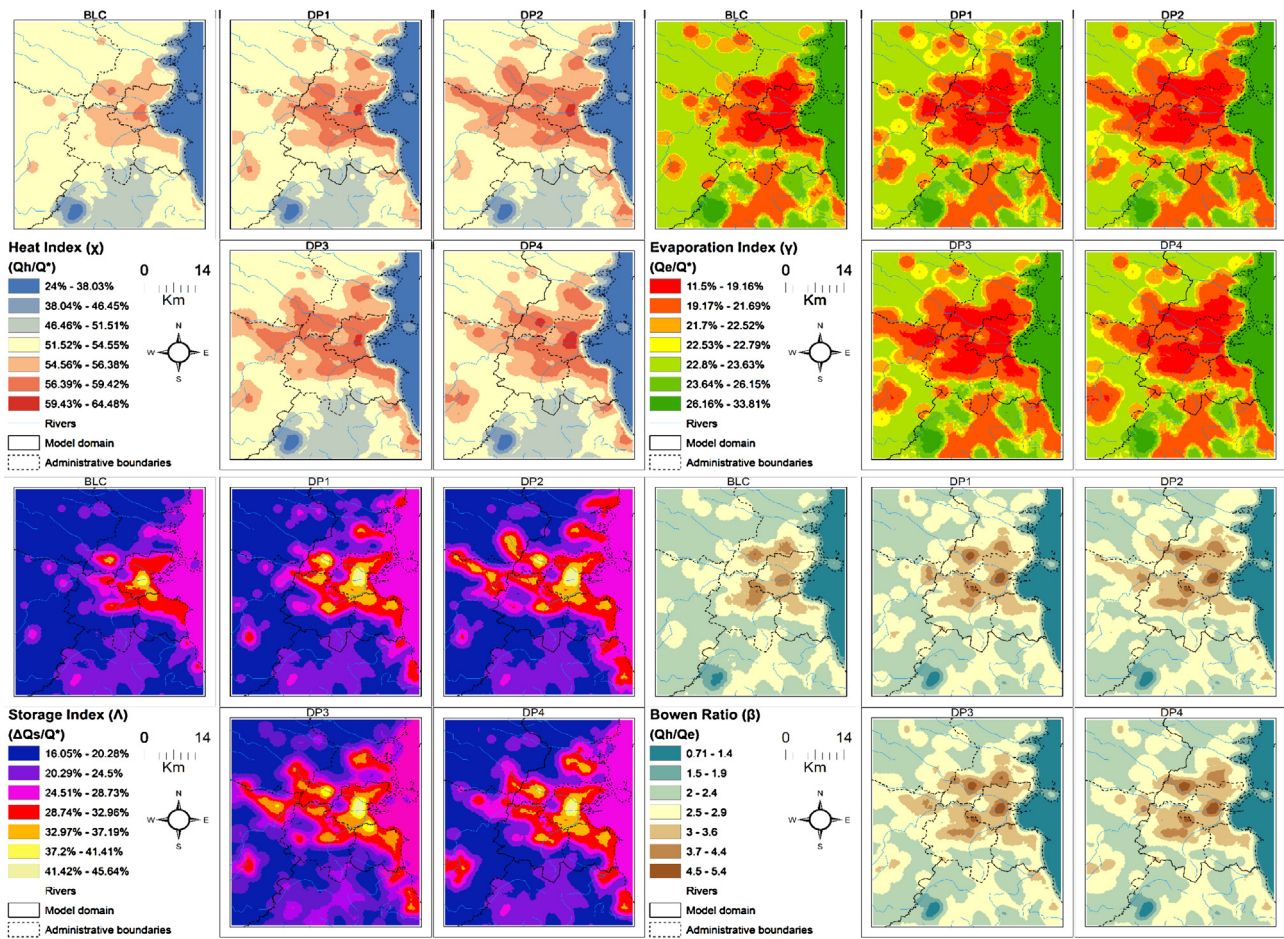 BLC
DP1
DP2
BLC
DP1
DP2
Heat Index (χ)
(Qh/Q*)
24% - 38.03%
38.04% - 46.45%
46.46% - 51.51%
51.52% - 54.55%
54.56% - 56.38%
56.39% - 59.42%
59.43% - 64.48%
Rivers
Model domain
Administrative boundaries
0 14
Km
N
W E
S
DP3
DP4
Evaporation Index (γ)
(Qe/Q*)
11.5% - 19.16%
19.17% - 21.69%
21.7% - 22.52%
22.53% - 22.79%
22.8% - 23.63%
23.64% - 26.15%
26.16% - 33.81%
Rivers
Model domain
Administrative boundaries
0 14
Km
N
W E
S
DP3
DP4
BLC
DP1
DP2
BLC
DP1
DP2
Storage Index (Λ)
(ΔQs/Q*)
16.05% - 20.28%
20.29% - 24.5%
24.51% - 28.73%
28.74% - 32.96%
32.97% - 37.19%
37.2% - 41.41%
41.42% - 45.64%
Rivers
Model domain
Administrative boundaries
0 14
Km
N
W E
S
DP3
DP4
Bowen Ratio (β)
(Qh/Qe)
0.71 - 1.4
1.5 - 1.9
2 - 2.4
2.5 - 2.9
3 - 3.6
3.7 - 4.4
4.5 - 5.4
Rivers
Model domain
Administrative boundaries
0 14
Km
N
W E
S
DP3
DP4